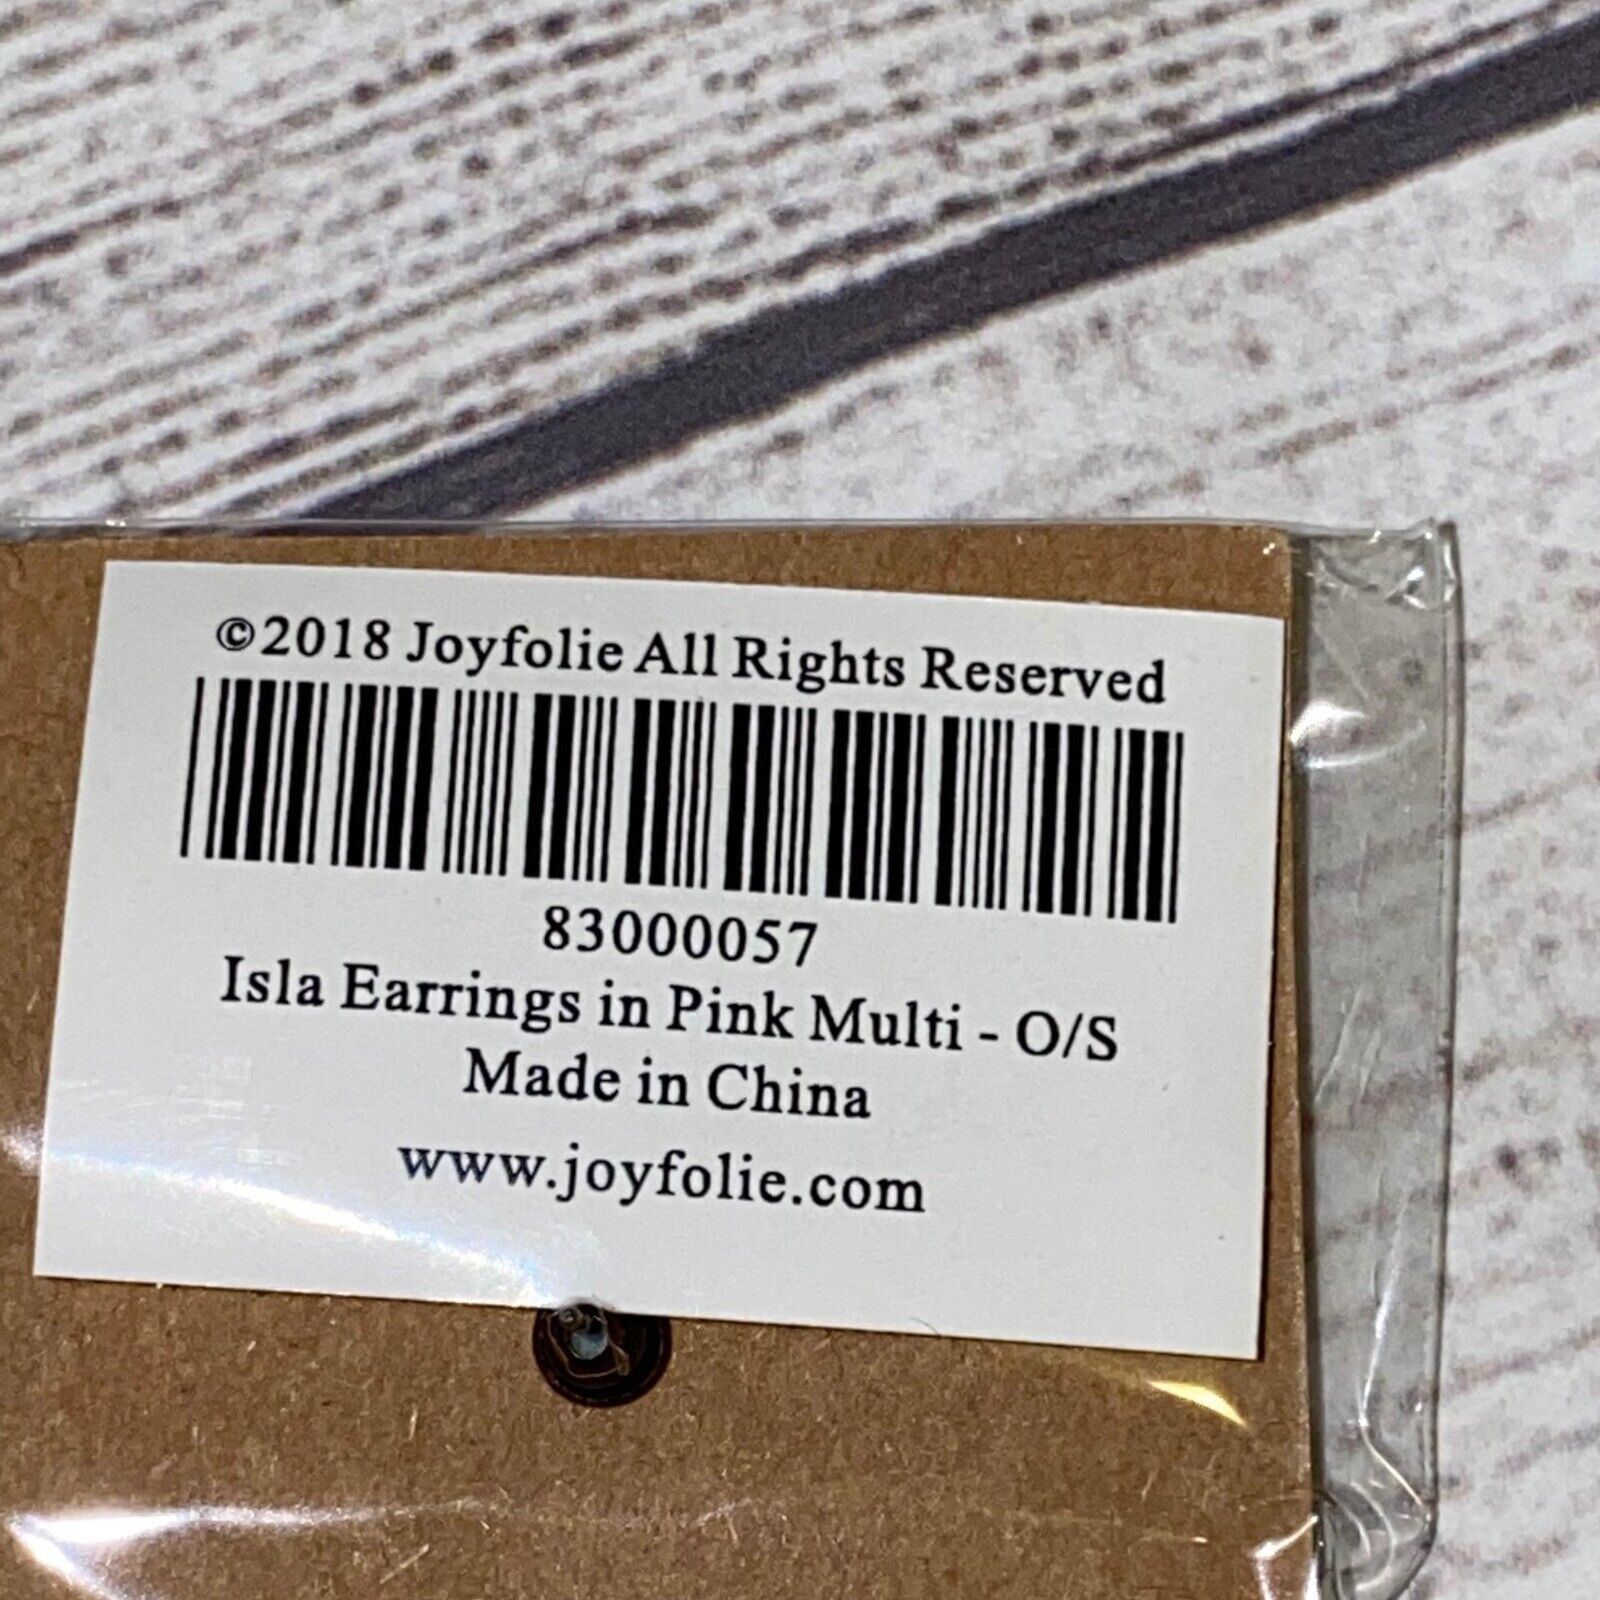 ©2018 Joyfolie All Rights Reserved
83000057
Isla Earrings in Pink Multi - O/S
Made in China
www.joyfolie.com